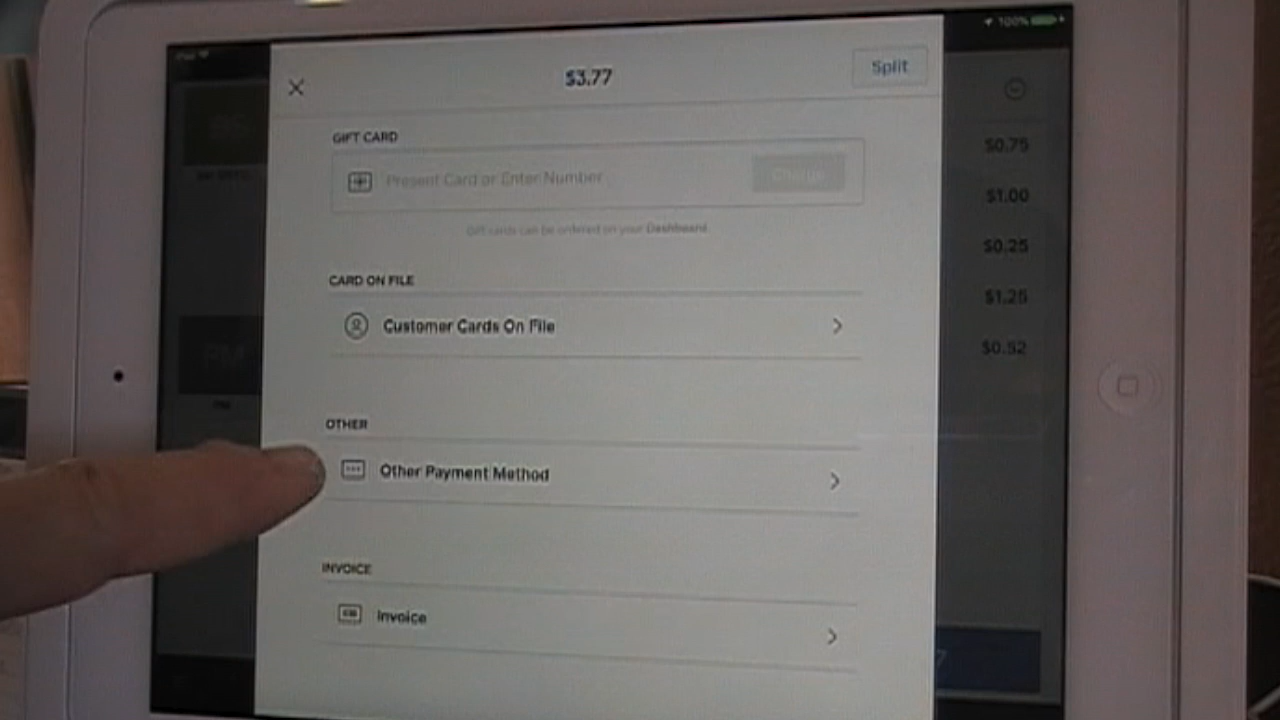 100%
$3.77
Split
GIFT CARD
Present Card or Enter Number
Charge
Gift cards can be ordered on your Dashboard.
CARD ON FILE
Customer Cards On File
OTHER
Other Payment Method
INVOICE
Invoice
$0.75
$1.00
$0.25
$1.25
$0.52
7